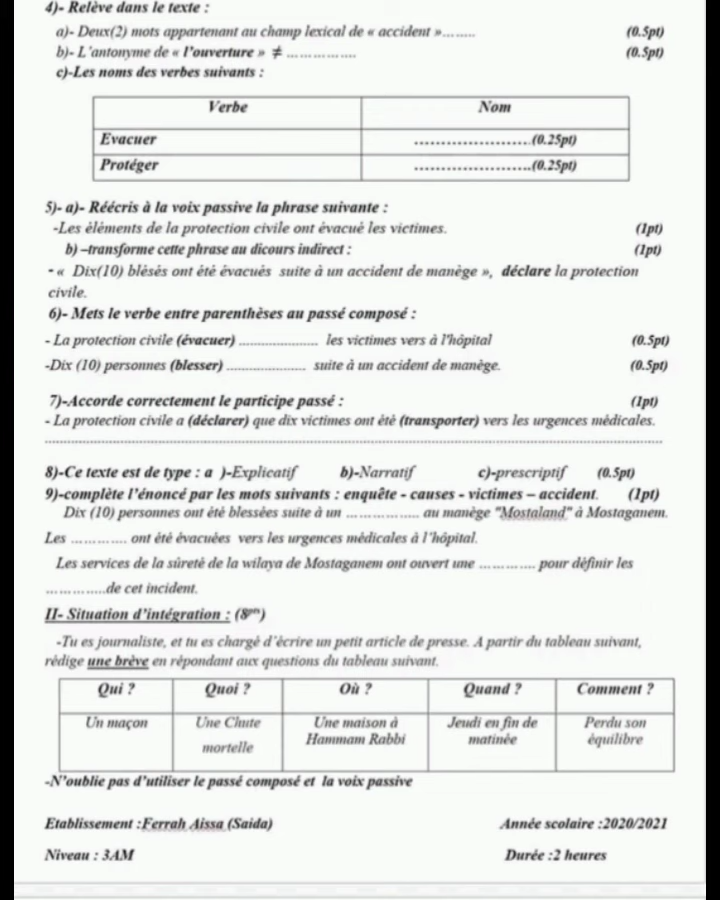 4)- Relève dans le texte :
a)- Deux(2) mots appartenant au champ lexical de « accident »........ (0.5pt)
b)- L'antonyme de « l'ouverture » ≠ ............... (0.5pt)
c)-Les noms des verbes suivants :
Verbe Nom
Evacuer ......................(0.25pt)
Protéger ......................(0.25pt)
5)- a)- Réécris à la voix passive la phrase suivante :
-Les éléments de la protection civile ont évacué les victimes. (1pt)
b) –transforme cette phrase au dicours indirect : (1pt)
- « Dix(10) blésés ont été évacués suite à un accident de manège », déclare la protection
civile.
6)- Mets le verbe entre parenthèses au passé composé :
- La protection civile (évacuer) .................... les victimes vers à l'hôpital (0.5pt)
-Dix (10) personnes (blesser) .................... suite à un accident de manège. (0.5pt)
7)-Accorde correctement le participe passé : (1pt)
- La protection civile a (déclarer) que dix victimes ont été (transporter) vers les urgences médicales.
................................................................................
8)-Ce texte est de type : a )-Explicatif b)-Narratif c)-prescriptif (0.5pt)
9)-complète l'énoncé par les mots suivants : enquête - causes - victimes – accident. (1pt)
Dix (10) personnes ont été blessées suite à un .................. au manège "Mostaland" à Mostaganem.
Les ............. ont été évacuées vers les urgences médicales à l'hôpital.
Les services de la sûreté de la wilaya de Mostaganem ont ouvert une .............. pour définir les
...............de cet incident.
II- Situation d'intégration : (8pts)
-Tu es journaliste, et tu es chargé d'écrire un petit article de presse. A partir du tableau suivant,
rédige une brève en répondant aux questions du tableau suivant.
Qui ? Quoi ? Où ? Quand ? Comment ?
Un maçon Une Chute Une maison à Jeudi en fin de Perdu son
mortelle Hammam Rabbi matinée équilibre
-N'oublie pas d'utiliser le passé composé et la voix passive
Etablissement :Ferrah Aissa (Saida) Année scolaire :2020/2021
Niveau : 3AM Durée :2 heures